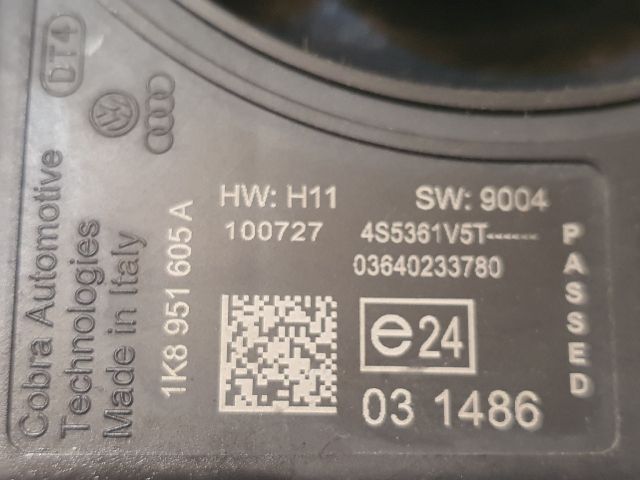 DT4
Cobra Automotive
Technologies
Made in Italy
1K8 951 605 A
HW: H11
SW: 9004
100727
4S5361V5T------
03640233780
e24
03 1486
PASSED